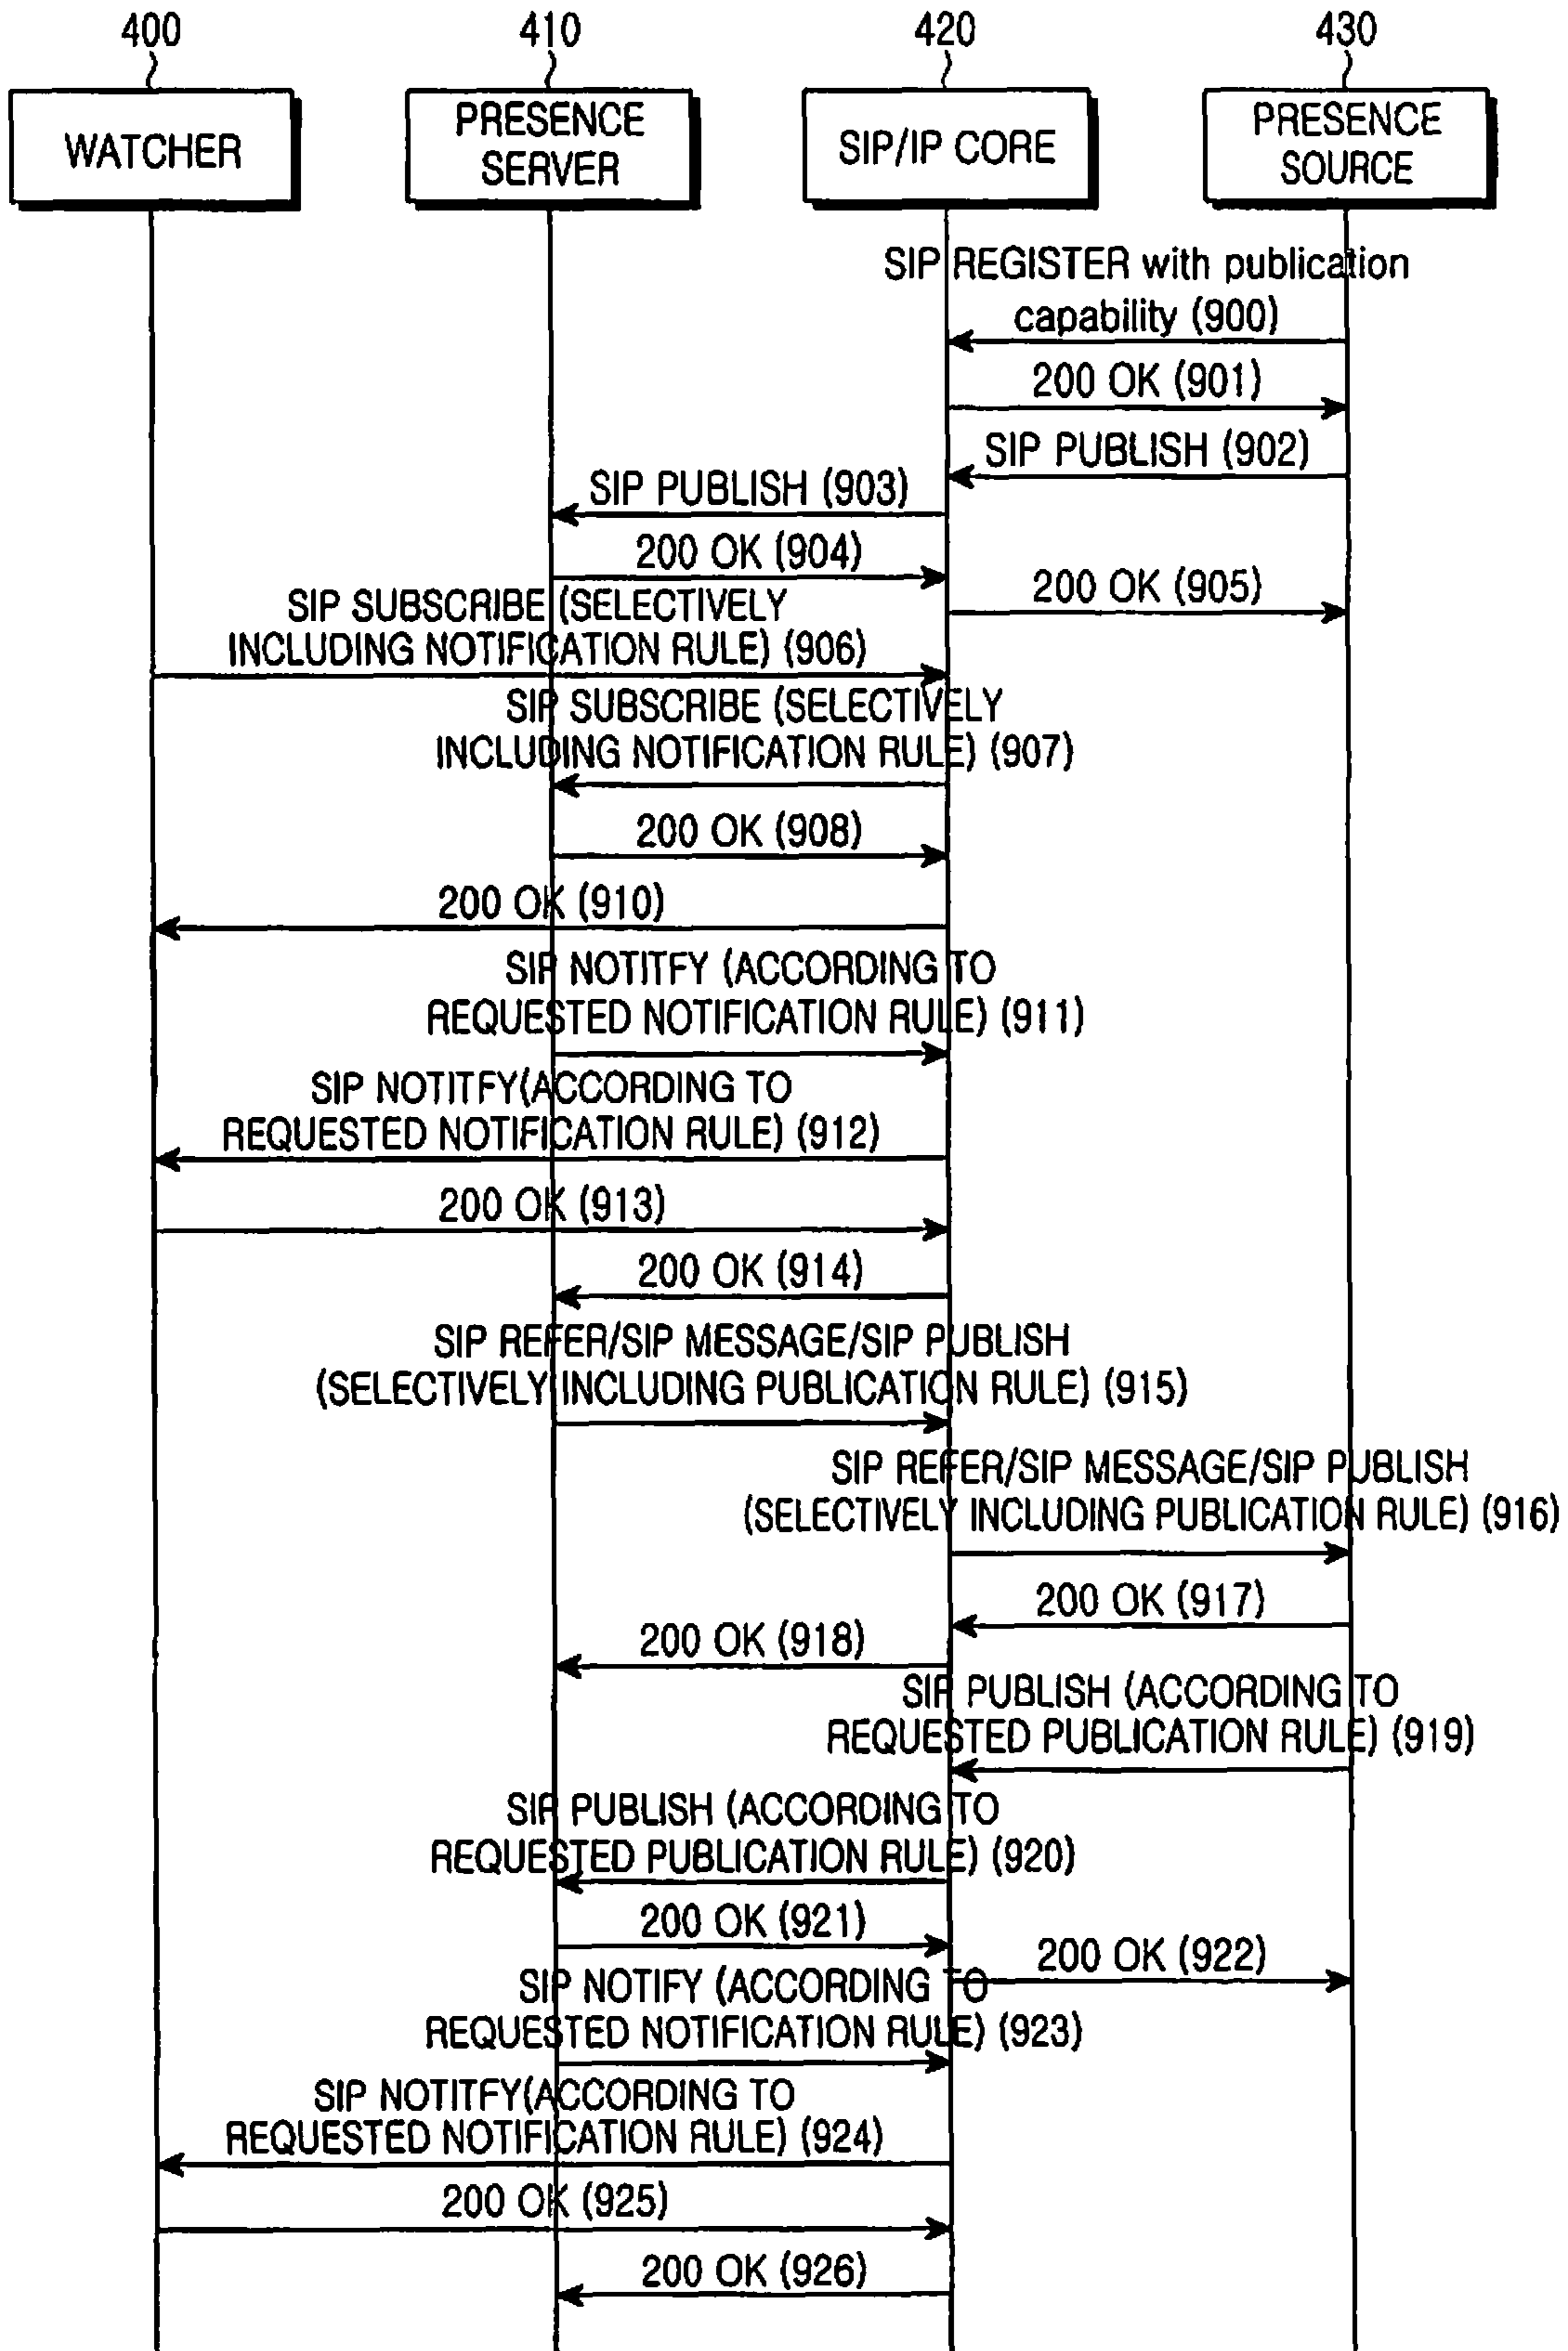 400
410
420
430
WATCHER
PRESENCE
SERVER
SIP/IP CORE
PRESENCE
SOURCE
SIP REGISTER with publication
capability (900)
200 OK (901)
SIP PUBLISH (902)
SIP PUBLISH (903)
200 OK (904)
200 OK (905)
SIP SUBSCRIBE (SELECTIVELY
INCLUDING NOTIFICATION RULE) (906)
SIP SUBSCRIBE (SELECTIVELY
INCLUDING NOTIFICATION RULE) (907)
200 OK (908)
200 OK (910)
SIP NOTITFY (ACCORDING TO
REQUESTED NOTIFICATION RULE) (911)
SIP NOTITFY(ACCORDING TO
REQUESTED NOTIFICATION RULE) (912)
200 OK (913)
200 OK (914)
SIP REFER/SIP MESSAGE/SIP PUBLISH
(SELECTIVELY INCLUDING PUBLICATION RULE) (915)
SIP REFER/SIP MESSAGE/SIP PUBLISH
(SELECTIVELY INCLUDING PUBLICATION RULE) (916)
200 OK (917)
200 OK (918)
SIP PUBLISH (ACCORDING TO
REQUESTED PUBLICATION RULE) (919)
SIP PUBLISH (ACCORDING TO
REQUESTED PUBLICATION RULE) (920)
200 OK (921)
200 OK (922)
SIP NOTIFY (ACCORDING TO
REQUESTED NOTIFICATION RULE) (923)
SIP NOTITFY(ACCORDING TO
REQUESTED NOTIFICATION RULE) (924)
200 OK (925)
200 OK (926)